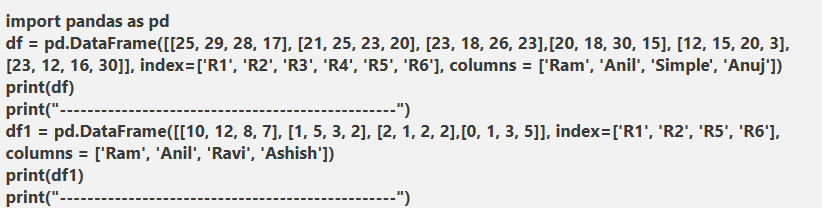 import pandas as pd
df = pd.DataFrame([[25, 29, 28, 17], [21, 25, 23, 20], [23, 18, 26, 23],[20, 18, 30, 15], [12, 15, 20, 3],
[23, 12, 16, 30]], index=['R1', 'R2', 'R3', 'R4', 'R5', 'R6'], columns = ['Ram', 'Anil', 'Simple', 'Anuj'])
print(df)
print("-------------------------------------------------")
df1 = pd.DataFrame([[10, 12, 8, 7], [1, 5, 3, 2], [2, 1, 2, 2],[0, 1, 3, 5]], index=['R1', 'R2', 'R5', 'R6'],
columns = ['Ram', 'Anil', 'Ravi', 'Ashish'])
print(df1)
print("-------------------------------------------------")